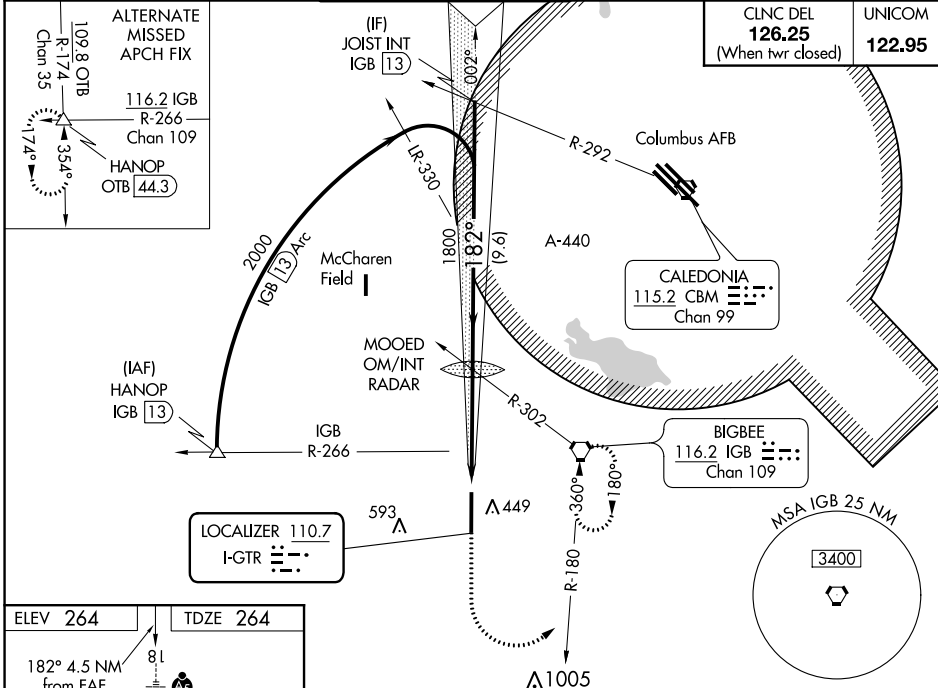 ALTERNATE
MISSED
APCH FIX
109.8 OTB
R-174
Chan 35
116.2 IGB
R-266
Chan 109
174°
354°
HANOP
OTB 44.3
(IF)
JOIST INT
IGB 13
002°
CLNC DEL
126.25
(When twr closed)
UNICOM
122.95
R-292
Columbus AFB
LR-330
2000
IGB 13 Arc
McCharen
Field
1800
182°
(9.9)
A-440
CALEDONIA
115.2 CBM
Chan 99
MOOED
OM/INT
RADAR
(IAF)
HANOP
IGB 13
IGB
R-266
R-302
BIGBEE
116.2 IGB
Chan 109
360°
180°
R-180
593
449
LOCALIZER 110.7
I-GTR
MSA IGB 25 NM
3400
ELEV 264
TDZE 264
182° 4.5 NM
from FAF
18
A5
1005